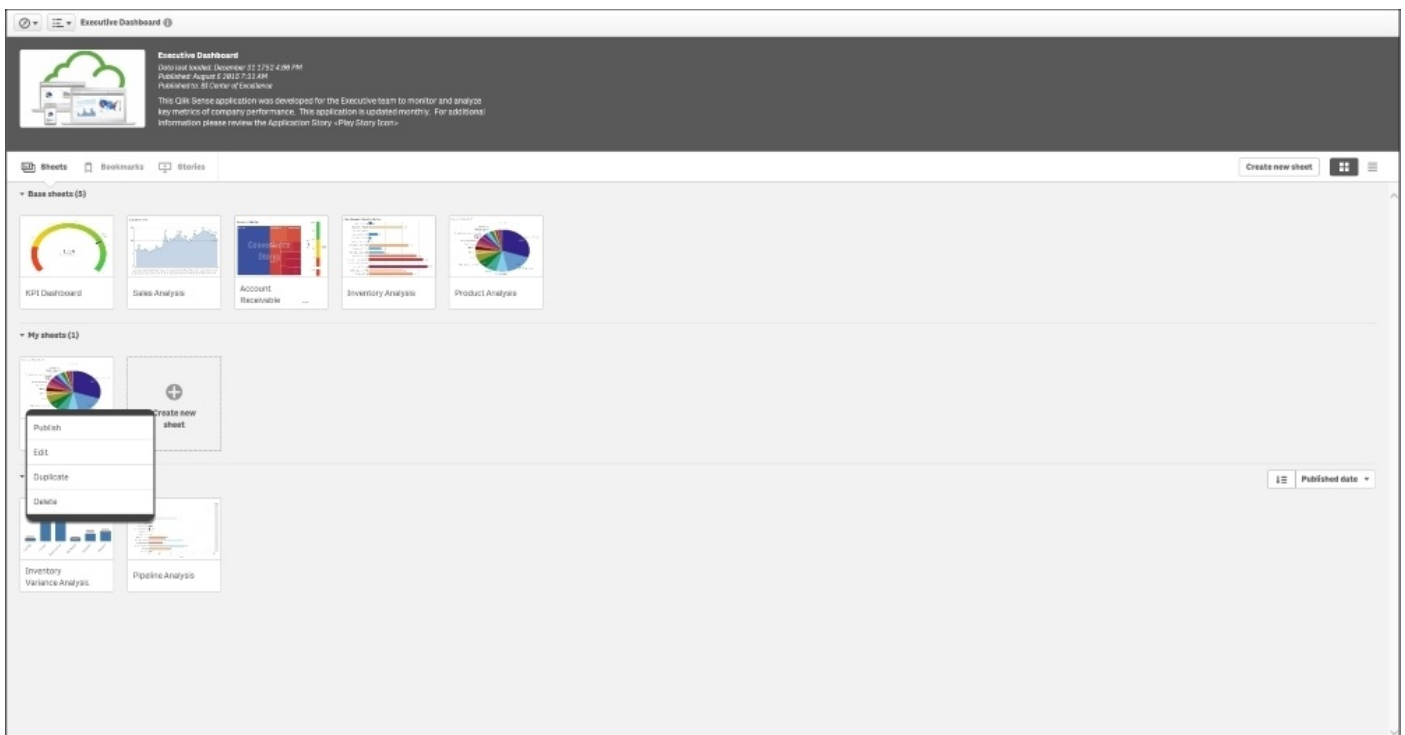 Executive Dashboard
Executive Dashboard
Data last loaded: December 31 1752 4:00 PM
Published: August 5 2015 7:31 AM
Published to: BI Center of Excellence
This Qlik Sense application was developed for the Executive team to monitor and analyze
key metrics of company performance. This application is updated monthly. For additional
information please review the Application Story <Play Story Icon>
Sheets Bookmarks Stories Create new sheet
Base sheets (5)
Convenience
Stores
KPI Dashboard Sales Analysis Account Inventory Analysis Product Analysis
Receivable ...
My sheets (1)
Create new
sheet
Publish
Edit
Duplicate
Delete
Published date
Inventory
Variance Analysis
Pipeline Analysis